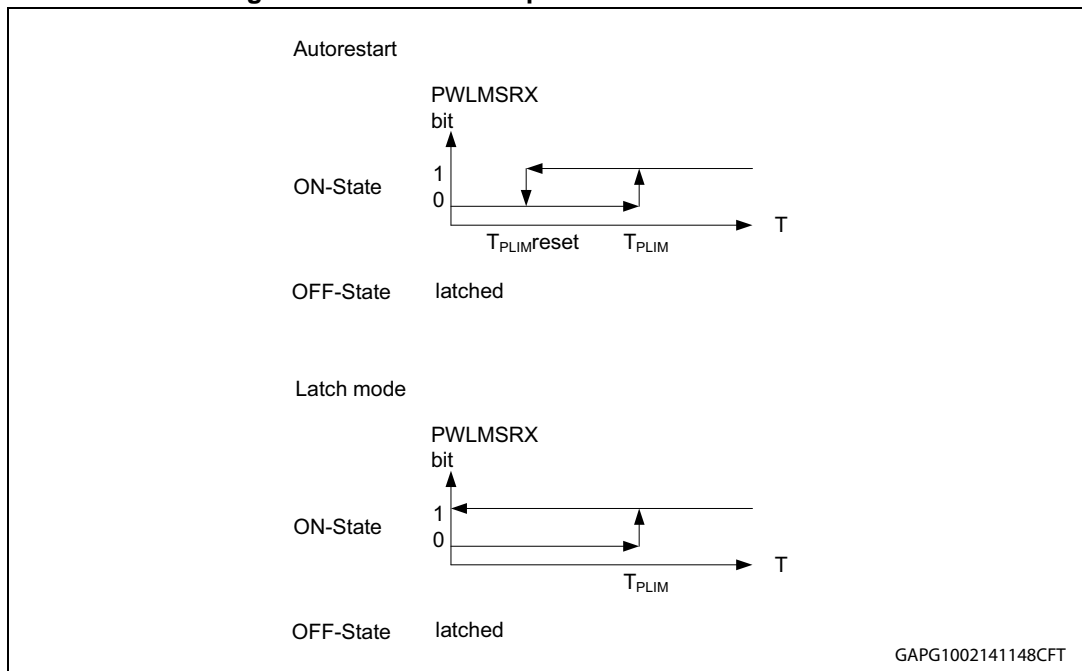 Autorestart
PWLMSRX
bit
1
ON-State
0
T
TPLIMreset TPLIM
OFF-State latched
Latch mode
PWLMSRX
bit
1
ON-State
0
T
TPLIM
OFF-State latched
GAPG1002141148CFT